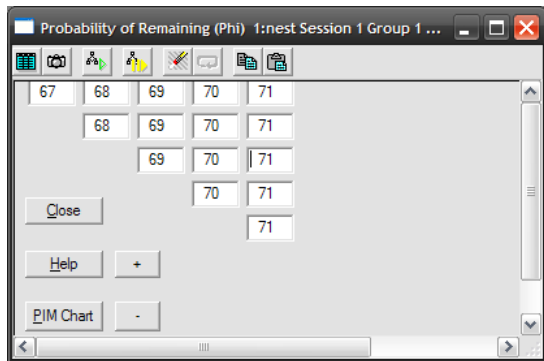 Probability of Remaining (Phi) 1:nest Session 1 Group 1 ...
67 68 69 70 71
68 69 70 71
69 70 71
70 71
Close
71
Help +
PIM Chart -